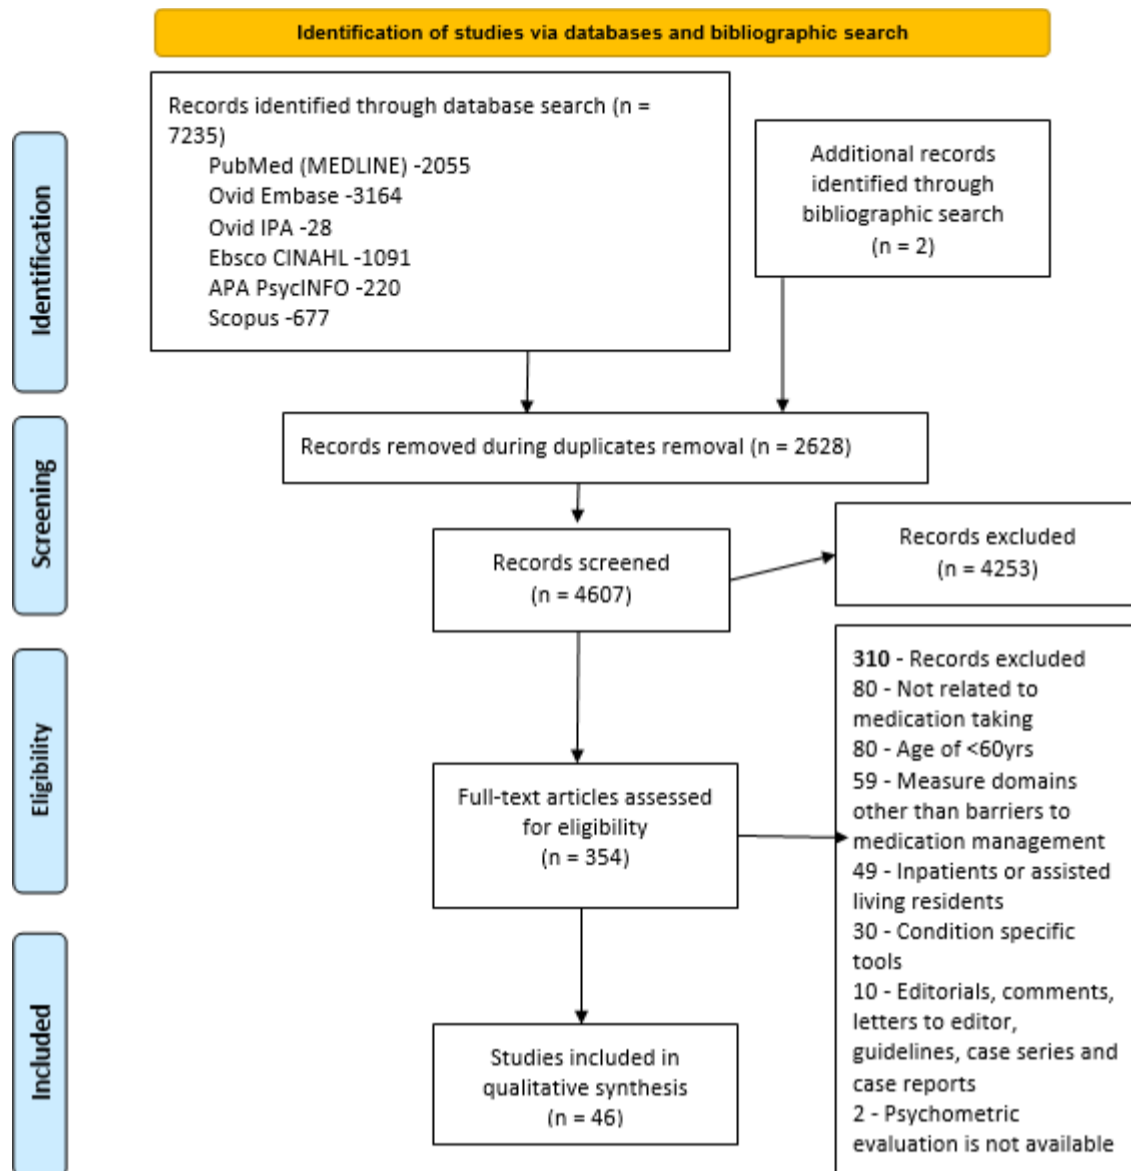 Identification of studies via databases and bibliographic search
Identification
Records identified through database search (n =
7235)
PubMed (MEDLINE) -2055
Ovid Embase -3164
Ovid IPA -28
Ebsco CINAHL -1091
APA PsycINFO -220
Scopus -677
Additional records
identified through
bibliographic search
(n = 2)
Screening
Records removed during duplicates removal (n = 2628)
Records screened
(n = 4607)
Records excluded
(n = 4253)
Eligibility
Full-text articles assessed
for eligibility
(n = 354)
310 - Records excluded
80 - Not related to
medication taking
80 - Age of <60yrs
59 - Measure domains
other than barriers to
medication management
49 - Inpatients or assisted
living residents
30 - Condition specific
tools
10 - Editorials, comments,
letters to editor,
guidelines, case series and
case reports
2 - Psychometric
evaluation is not available
Included
Studies included in
qualitative synthesis
(n = 46)